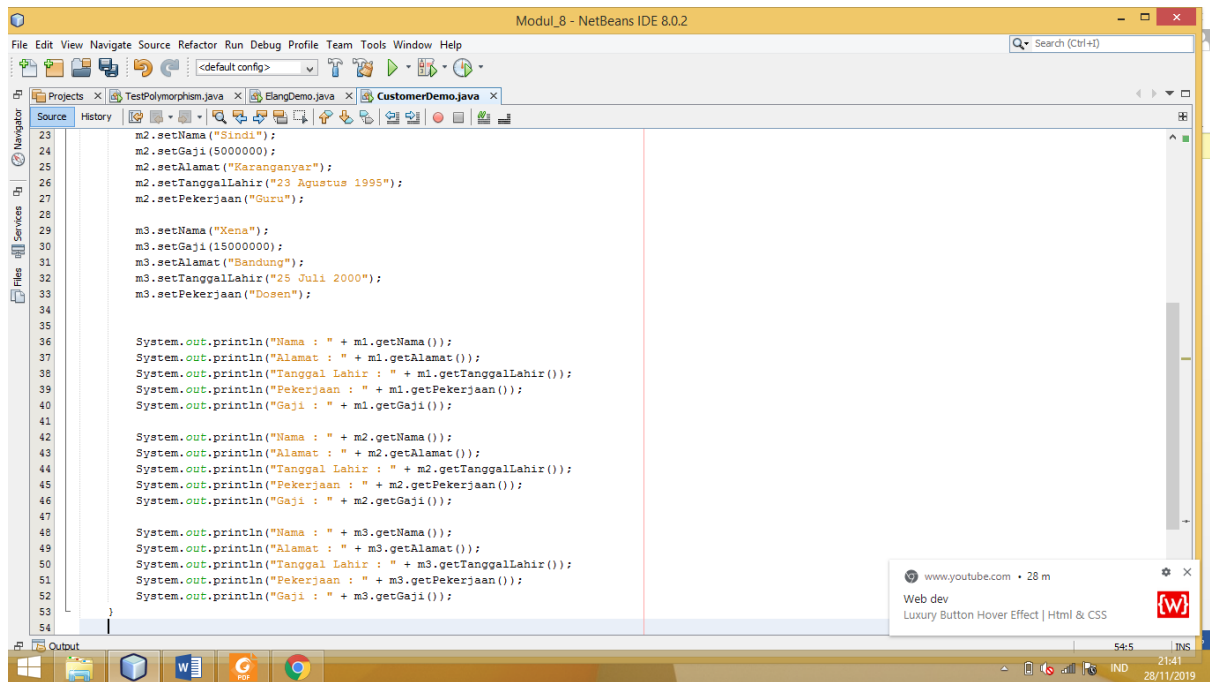 Modul_8 - NetBeans IDE 8.0.2
File Edit View Navigate Source Refactor Run Debug Profile Team Tools Window Help
Search (Ctrl+I)
<default config>
Projects TestPolymorphism.java ElangDemo.java CustomerDemo.java
Source History
Navigator
Services
Files
23 m2.setNama("Sindi");
24 m2.setGaji(5000000);
25 m2.setAlamat("Karanganyar");
26 m2.setTanggalLahir("23 Agustus 1995");
27 m2.setPekerjaan("Guru");
28
29 m3.setNama("Xena");
30 m3.setGaji(15000000);
31 m3.setAlamat("Bandung");
32 m3.setTanggalLahir("25 Juli 2000");
33 m3.setPekerjaan("Dosen");
34
35
36 System.out.println("Nama : " + m1.getNama());
37 System.out.println("Alamat : " + m1.getAlamat());
38 System.out.println("Tanggal Lahir : " + m1.getTanggalLahir());
39 System.out.println("Pekerjaan : " + m1.getPekerjaan());
40 System.out.println("Gaji : " + m1.getGaji());
41
42 System.out.println("Nama : " + m2.getNama());
43 System.out.println("Alamat : " + m2.getAlamat());
44 System.out.println("Tanggal Lahir : " + m2.getTanggalLahir());
45 System.out.println("Pekerjaan : " + m2.getPekerjaan());
46 System.out.println("Gaji : " + m2.getGaji());
47
48 System.out.println("Nama : " + m3.getNama());
49 System.out.println("Alamat : " + m3.getAlamat());
50 System.out.println("Tanggal Lahir : " + m3.getTanggalLahir());
51 System.out.println("Pekerjaan : " + m3.getPekerjaan());
52 System.out.println("Gaji : " + m3.getGaji());
53 }
54
www.youtube.com • 28 m
Web dev
Luxury Button Hover Effect | Html & CSS
{W}
Output
54:5 INS
PDF
IND
21:41
28/11/2019